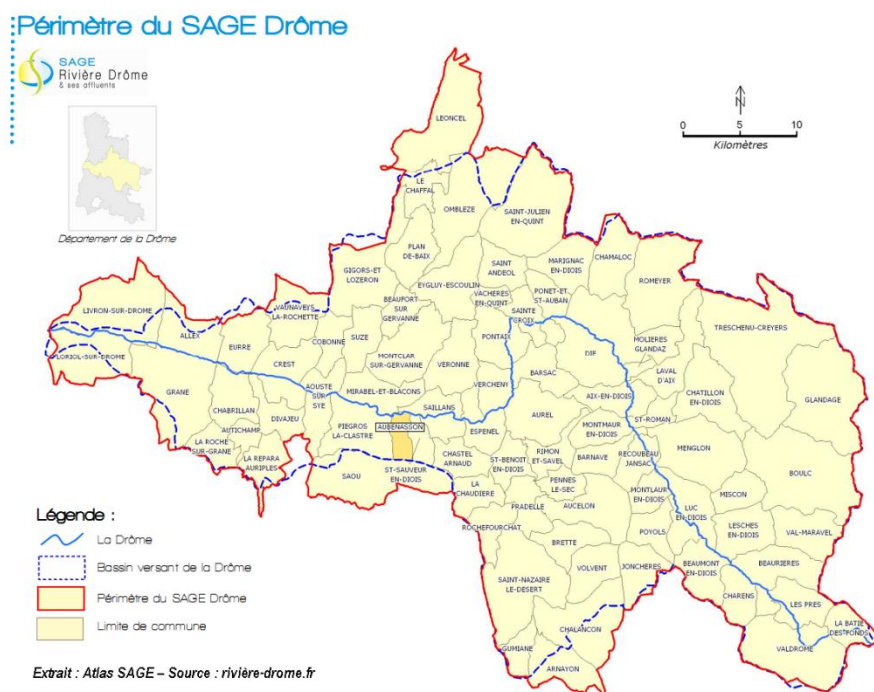 Périmètre du SAGE Drôme
SAGE
Rivière Drôme
& ses affluents
Département de la Drôme
N
0 5 10
Kilomètres
LEONCEL
LE
CHAFFAL
OMBLEZE
SAINT-JULIEN
EN-QUINT
PLAN
DE-BAIX
GIGORS-ET
LOZERON
EYGLUY-ESCOULIN
SAINT
ANDEOL
MARIGNAC
EN-DIOIS
CHAMALOC
ROMEYER
VACHERES
EN-QUINT
PONET-ET
ST-AUBAN
BEAUFORT
SUR
GERVANNE
SAINTE
CROIX
LIVRON-SUR-DROME
ALLEX
VAUNAVEYS
LA-ROCHETTE
EURRE
COBONNE
SUZE
PONTAIX
DIE
MOLIERES
GLANDAZ
TRESCHENU-CREYERS
LORIOL-SUR-DROME
CREST
MONTCLAR
SUR-GERVANNE
VERONNE
BARSAC
LAVAL
D'AIX
GRANE
AOUSTE
SUR
SYE
MIRABEL-ET-BLACONS
VERCHENY
AIX-EN-DIOIS
CHATILLON
EN-DIOIS
GLANDAGE
CHABRILLAN
DIVAJEU
SAILLANS
AUREL
ST-ROMAN
AUTICHAMP
PIEGROS
LA-CLASTRE
AUBENASSON
ESPENEL
MONTMAUR
EN-DIOIS
MENGLON
LA ROCHE
SUR-GRANE
LA REPARA
AURIPLES
CHASTEL
ARNAUD
ST-BENOIT
EN-DIOIS
RIMON
ET-SAVEL
BARNAVE
RECOUBEAU
JANSAC
BOULC
SAOU
ST-SAUVEUR
EN-DIOIS
LA
CHAUDIERE
PENNES
LE-SEC
MONTLAUR
EN-DIOIS
MISCON
PRADELLE
AUCELON
LUC
EN-DIOIS
ROCHEFOURCHAT
POYOLS
LESCHES
EN-DIOIS
VAL-MARAVEL
BRETTE
VOLVENT
JONCHERES
BEAUMONT
EN-DIOIS
BEAURIERES
SAINT-NAZAIRE
LE-DESERT
CHARENS
LES PRES
CHALANCON
LA BATIE
DES-FONDS
GUMIANE
ARNAYON
VALDROME
Légende :
La Drôme
Bassin versant de la Drôme
Périmètre du SAGE Drôme
Limite de commune
Extrait : Atlas SAGE – Source : rivière-drome.fr